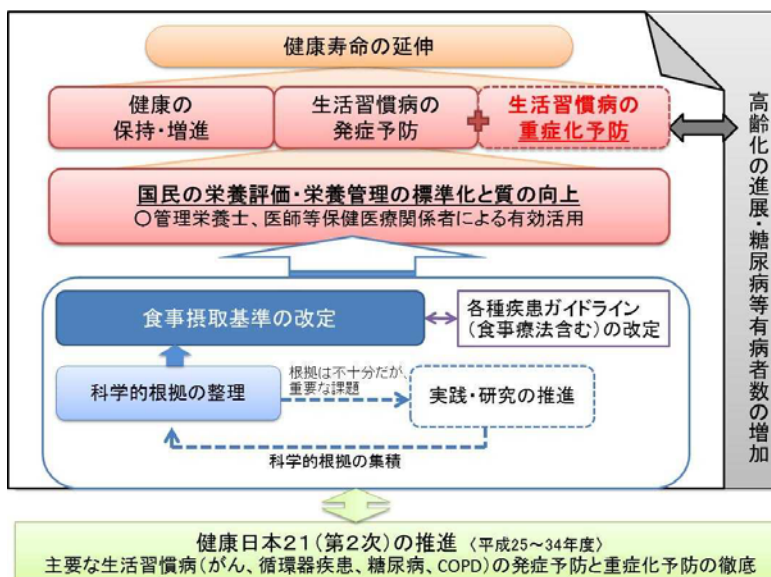 健康寿命の延伸
健康の
保持・増進
生活習慣病の
発症予防
生活習慣病の
重症化予防
高齢化の進展・糖尿病等有病者数の増加
国民の栄養評価・栄養管理の標準化と質の向上
○管理栄養士、医師等保健医療関係者による有効活用
食事摂取基準の改定
各種疾患ガイドライン
(食事療法含む)の改定
科学的根拠の整理
根拠は不十分だが、
重要な課題
実践・研究の推進
科学的根拠の集積
健康日本21(第2次)の推進 〈平成25~34年度〉
主要な生活習慣病(がん、循環器疾患、糖尿病、COPD)の発症予防と重症化予防の徹底